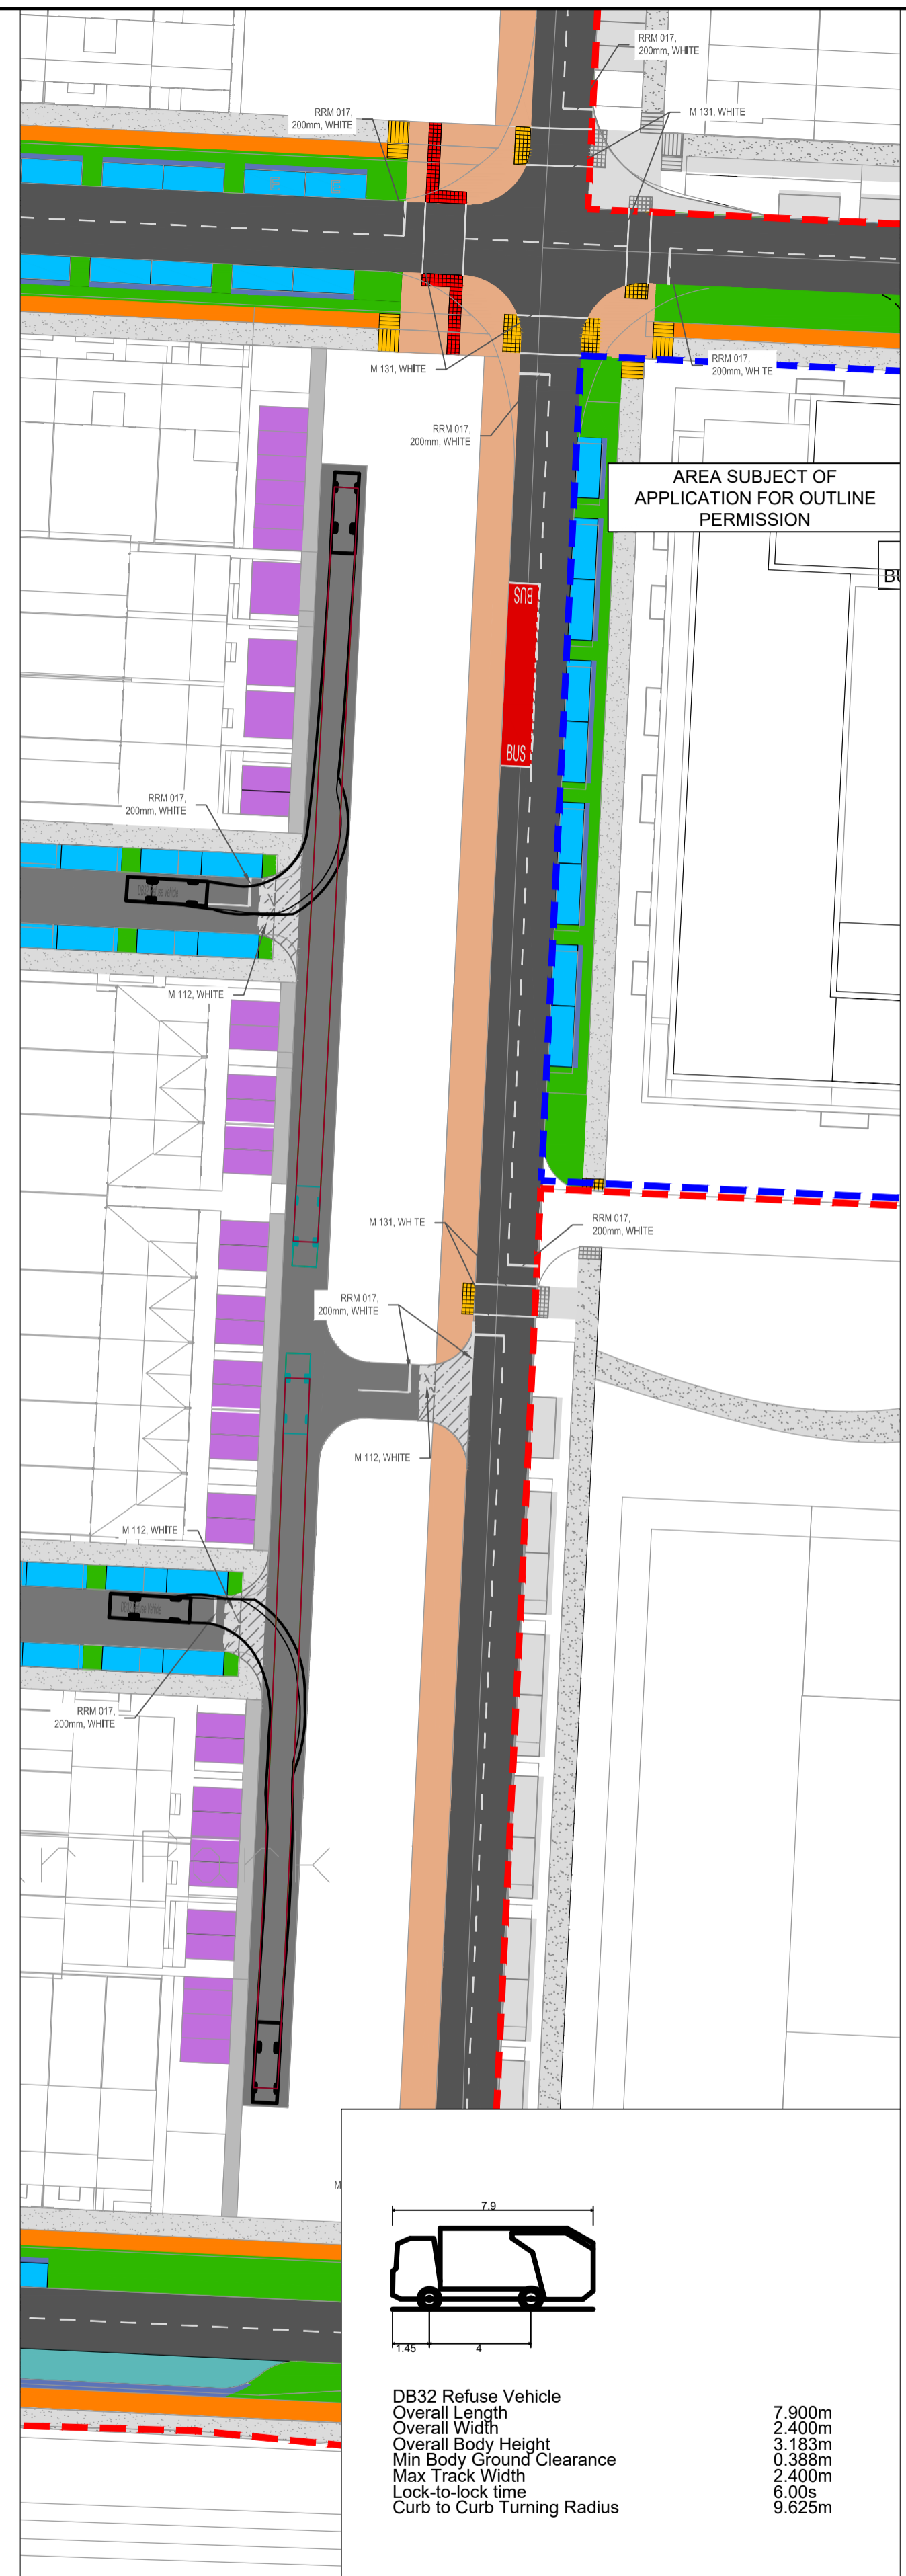 RRM 017,
200mm, WHITE
RRM 017,
200mm, WHITE
M 131, WHITE
M 131, WHITE
RRM 017,
200mm, WHITE
RRM 017,
200mm, WHITE
AREA SUBJECT OF
APPLICATION FOR OUTLINE
PERMISSION
BU
BUS
BUS
RRM 017,
200mm, WHITE
M 112, WHITE
M 131, WHITE
RRM 017,
200mm, WHITE
RRM 017,
200mm, WHITE
M 112, WHITE
M 112, WHITE
RRM 017,
200mm, WHITE
M
7.9
1.45
4
DB32 Refuse Vehicle
Overall Length 7.900m
Overall Width 2.400m
Overall Body Height 3.183m
Min Body Ground Clearance 0.388m
Max Track Width 2.400m
Lock-to-lock time 6.00s
Curb to Curb Turning Radius 9.625m